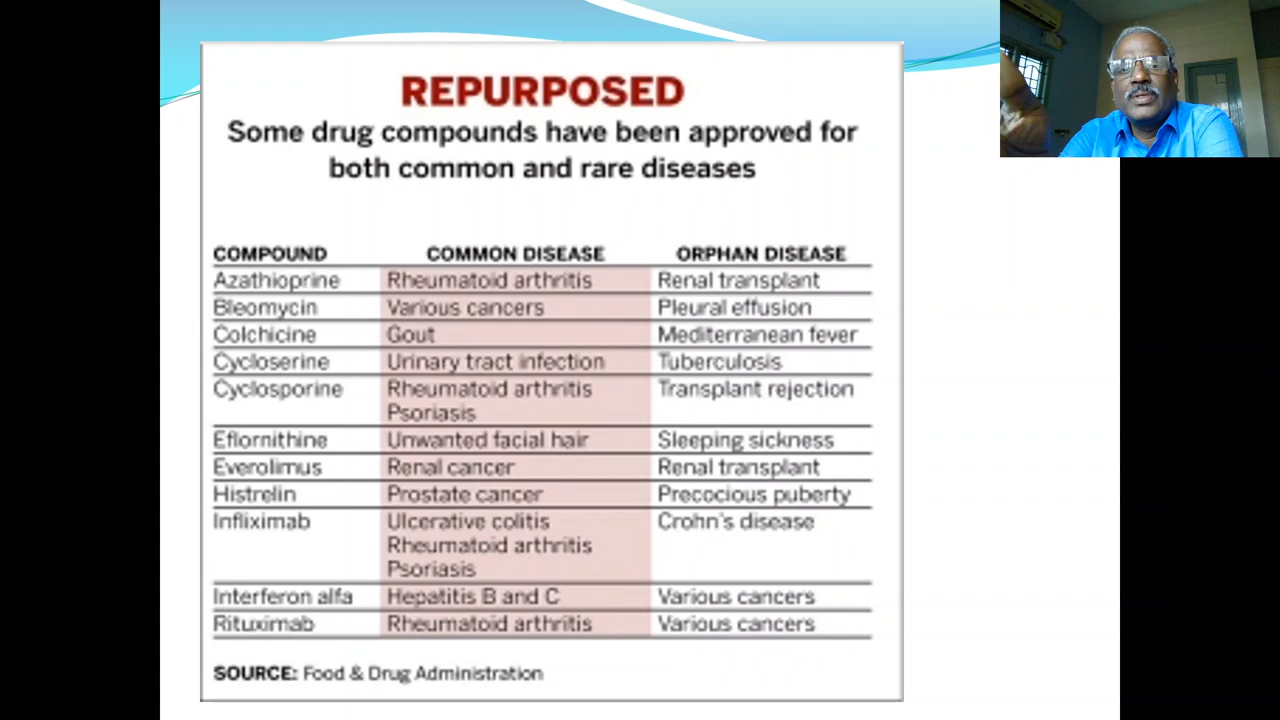 REPURPOSED
Some drug compounds have been approved for
both common and rare diseases
COMPOUND COMMON DISEASE ORPHAN DISEASE
Azathioprine Rheumatoid arthritis Renal transplant
Bleomycin Various cancers Pleural effusion
Colchicine Gout Mediterranean fever
Cycloserine Urinary tract infection Tuberculosis
Cyclosporine Rheumatoid arthritis Transplant rejection
Psoriasis
Eflornithine Unwanted facial hair Sleeping sickness
Everolimus Renal cancer Renal transplant
Histrelin Prostate cancer Precocious puberty
Infliximab Ulcerative colitis Crohn's disease
Rheumatoid arthritis
Psoriasis
Interferon alfa Hepatitis B and C Various cancers
Rituximab Rheumatoid arthritis Various cancers
SOURCE: Food & Drug Administration